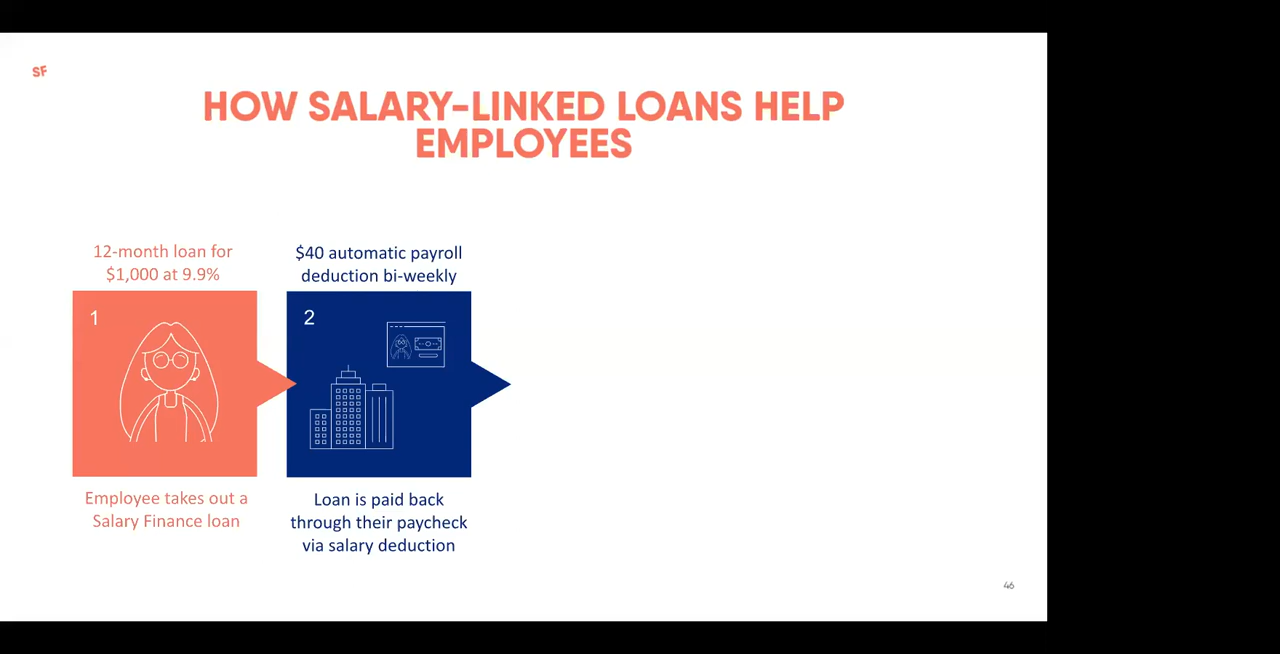 SF
HOW SALARY-LINKED LOANS HELP
EMPLOYEES
12-month loan for
$1,000 at 9.9%
1
Employee takes out a
Salary Finance loan
$40 automatic payroll
deduction bi-weekly
2
Loan is paid back
through their paycheck
via salary deduction
46